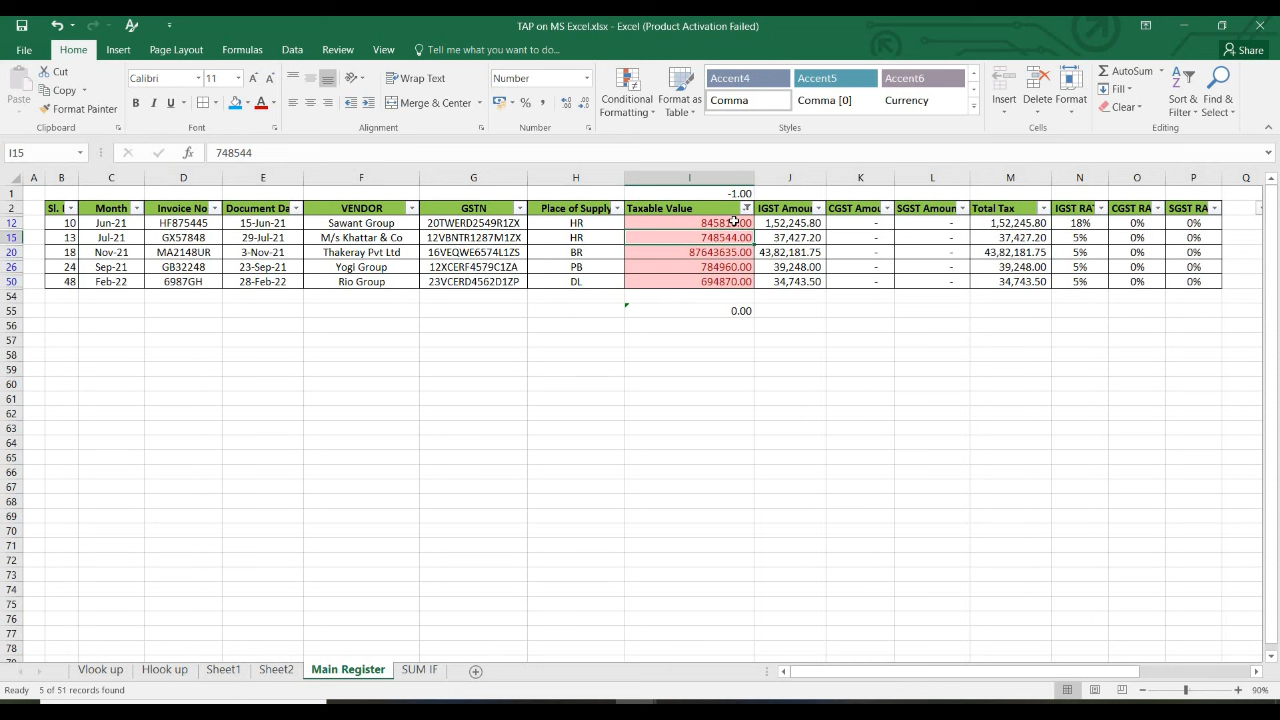 TAP on MS Excel.xlsx - Excel (Product Activation Failed)
File Home Insert Page Layout Formulas Data Review View Tell me what you want to do... Share
Cut
Copy
Format Painter
Paste
Clipboard
Calibri 11
Font
Wrap Text
Merge & Center
Alignment
Number
Number
Conditional Formatting
Format as Table
Accent4 Accent5 Accent6
Comma Comma [0] Currency
Styles
Insert Delete Format
Cells
AutoSum
Fill
Clear
Sort & Filter
Find & Select
Editing
I15 fx 748544
A B C D E F G H I J K L M N O P Q
1 -1.00
2 Sl. Month Invoice No Document Da VENDOR GSTN Place of Supply Taxable Value IGST Amoun CGST Amou SGST Amoun Total Tax IGST RA CGST RA SGST RA
12 10 Jun-21 HF875445 15-Jun-21 Sawant Group 20TWERD2549R1ZX HR 1,52,245.80 - - 1,52,245.80 18% 0% 0%
15 13 Jul-21 GX57848 29-Jul-21 M/s Khattar & Co 12VBNTR1287M1ZX HR 748544.00 37,427.20 - - 37,427.20 5% 0% 0%
20 18 Nov-21 MA2148UR 3-Nov-21 Thakeray Pvt Ltd 16VEQWE6574L1ZS BR 87643635.00 43,82,181.75 - - 43,82,181.75 5% 0% 0%
26 24 Sep-21 GB32248 23-Sep-21 Yogi Group 12XCERF4579C1ZA PB 784960.00 39,248.00 - - 39,248.00 5% 0% 0%
50 48 Feb-22 6987GH 28-Feb-22 Rio Group 23VCERD4562D1ZP DL 694870.00 34,743.50 - - 34,743.50 5% 0% 0%
54
55 0.00
56
57
58
59
60
61
62
63
64
65
66
67
68
69
70
71
72
73
74
75
76
77
78
Vlook up Hlook up Sheet1 Sheet2 Main Register SUM IF
Ready 5 of 51 records found 90%